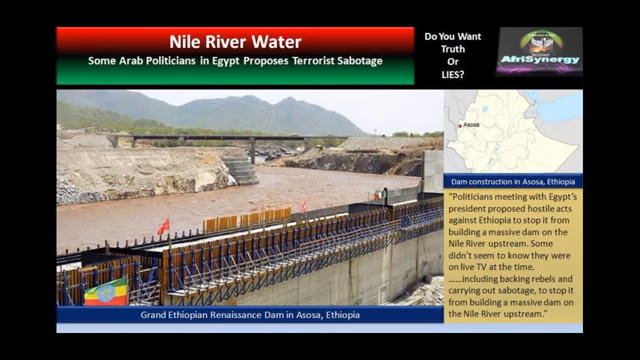 Nile River Water
Some Arab Politicians in Egypt Proposes Terrorist Sabotage
Do You Want
Truth
Or
LIES?
AfriSynergy
Asosa
Dam construction in Asosa, Ethiopia
“Politicians meeting with Egypt’s
president proposed hostile acts
against Ethiopia to stop it from
building a massive dam on the
Nile River upstream. Some
didn’t seem to know they were
on live TV at the time.
……including backing rebels and
carrying out sabotage, to stop it
from building a massive dam on
the Nile River upstream.”
Grand Ethiopian Renaissance Dam in Asosa, Ethiopia